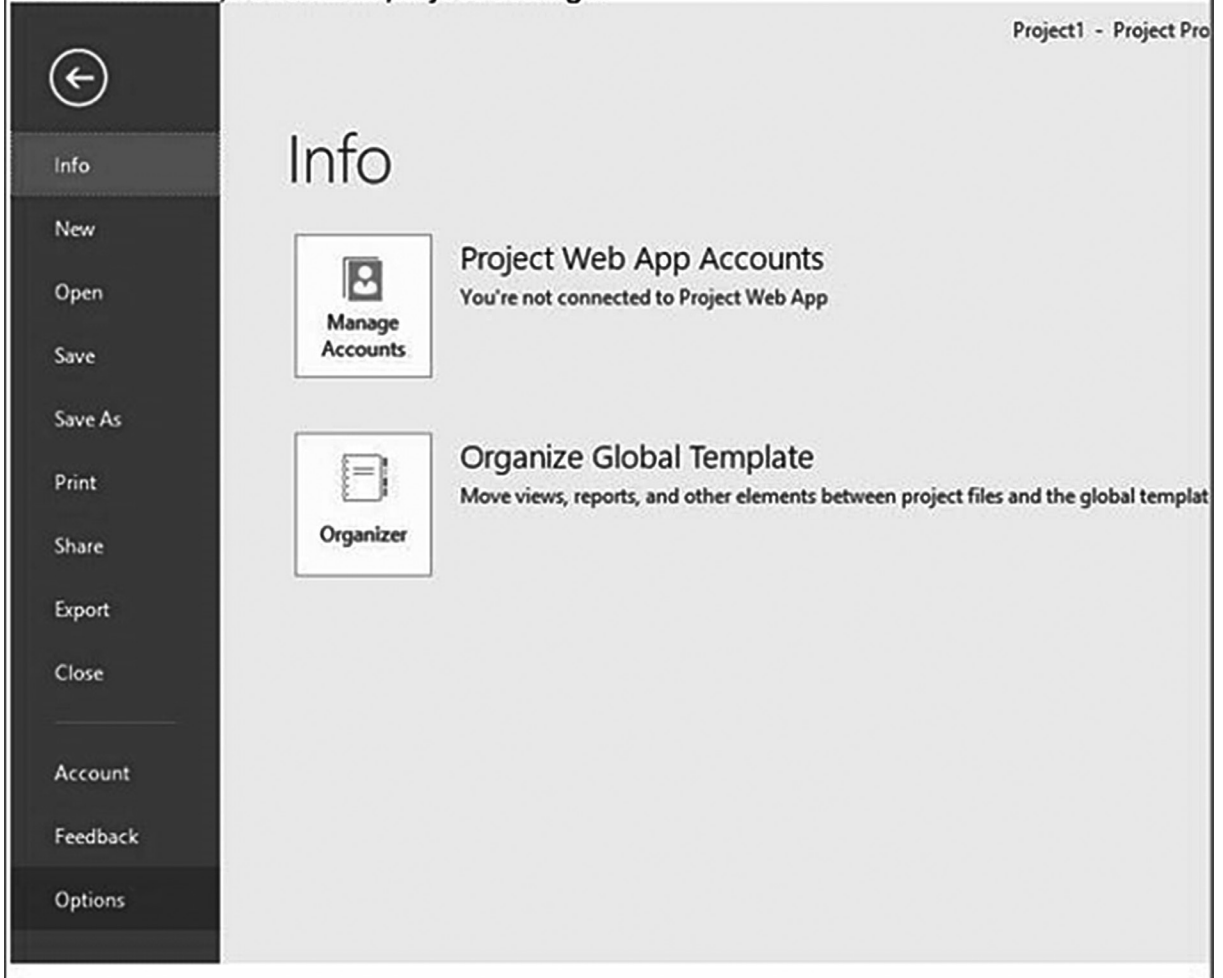 Project1 - Project Pro
Info
New
Open
Save
Save As
Print
Share
Export
Close
Account
Feedback
Options
Info
Manage
Accounts
Project Web App Accounts
You're not connected to Project Web App
Organizer
Organize Global Template
Move views, reports, and other elements between project files and the global templat